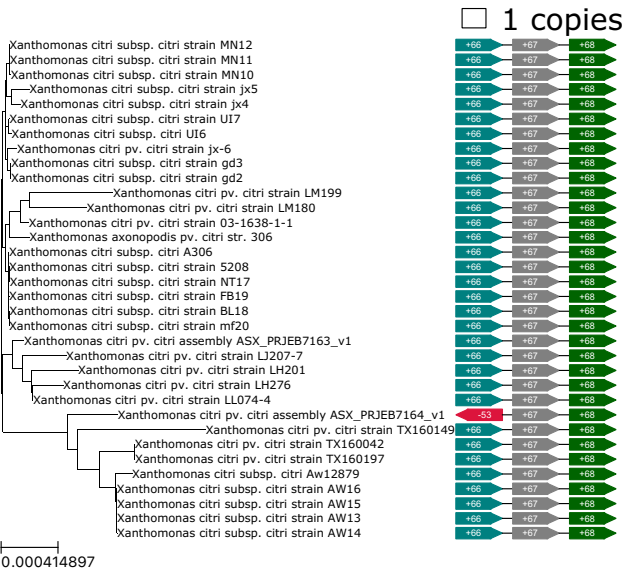 1 copies
Xanthomonas citri subsp. citri strain MN12 +66 +67 +68
Xanthomonas citri subsp. citri strain MN11 +66 +67 +68
Xanthomonas citri subsp. citri strain MN10 +66 +67 +68
Xanthomonas citri subsp. citri strain jx5 +66 +67 +68
Xanthomonas citri subsp. citri strain jx4 +66 +67 +68
Xanthomonas citri subsp. citri strain UI7 +66 +67 +68
Xanthomonas citri subsp. citri UI6 +66 +67 +68
Xanthomonas citri pv. citri strain jx-6 +66 +67 +68
Xanthomonas citri subsp. citri strain gd3 +66 +67 +68
Xanthomonas citri subsp. citri strain gd2 +66 +67 +68
Xanthomonas citri pv. citri strain LM199 +66 +67 +68
Xanthomonas citri pv. citri strain LM180 +66 +67 +68
Xanthomonas citri pv. citri strain 03-1638-1-1 +66 +67 +68
Xanthomonas axonopodis pv. citri str. 306 +66 +67 +68
Xanthomonas citri subsp. citri A306 +66 +67 +68
Xanthomonas citri subsp. citri strain 5208 +66 +67 +68
Xanthomonas citri subsp. citri strain NT17 +66 +67 +68
Xanthomonas citri subsp. citri strain FB19 +66 +67 +68
Xanthomonas citri subsp. citri strain BL18 +66 +67 +68
Xanthomonas citri subsp. citri strain mf20 +66 +67 +68
Xanthomonas citri pv. citri assembly ASX_PRJEB7163_v1 +66 +67 +68
Xanthomonas citri pv. citri strain LJ207-7 +66 +67 +68
Xanthomonas citri pv. citri strain LH201 +66 +67 +68
Xanthomonas citri pv. citri strain LH276 +66 +67 +68
Xanthomonas citri pv. citri strain LL074-4 +66 +67 +68
Xanthomonas citri pv. citri assembly ASX_PRJEB7164_v1 -53 +67 +68
Xanthomonas citri pv. citri strain TX160149 +66 +67 +68
Xanthomonas citri pv. citri strain TX160042 +66 +67 +68
Xanthomonas citri pv. citri strain TX160197 +66 +67 +68
Xanthomonas citri subsp. citri Aw12879 +66 +67 +68
Xanthomonas citri subsp. citri strain AW16 +66 +67 +68
Xanthomonas citri subsp. citri strain AW15 +66 +67 +68
Xanthomonas citri subsp. citri strain AW13 +66 +67 +68
Xanthomonas citri subsp. citri strain AW14 +66 +67 +68
0.000414897